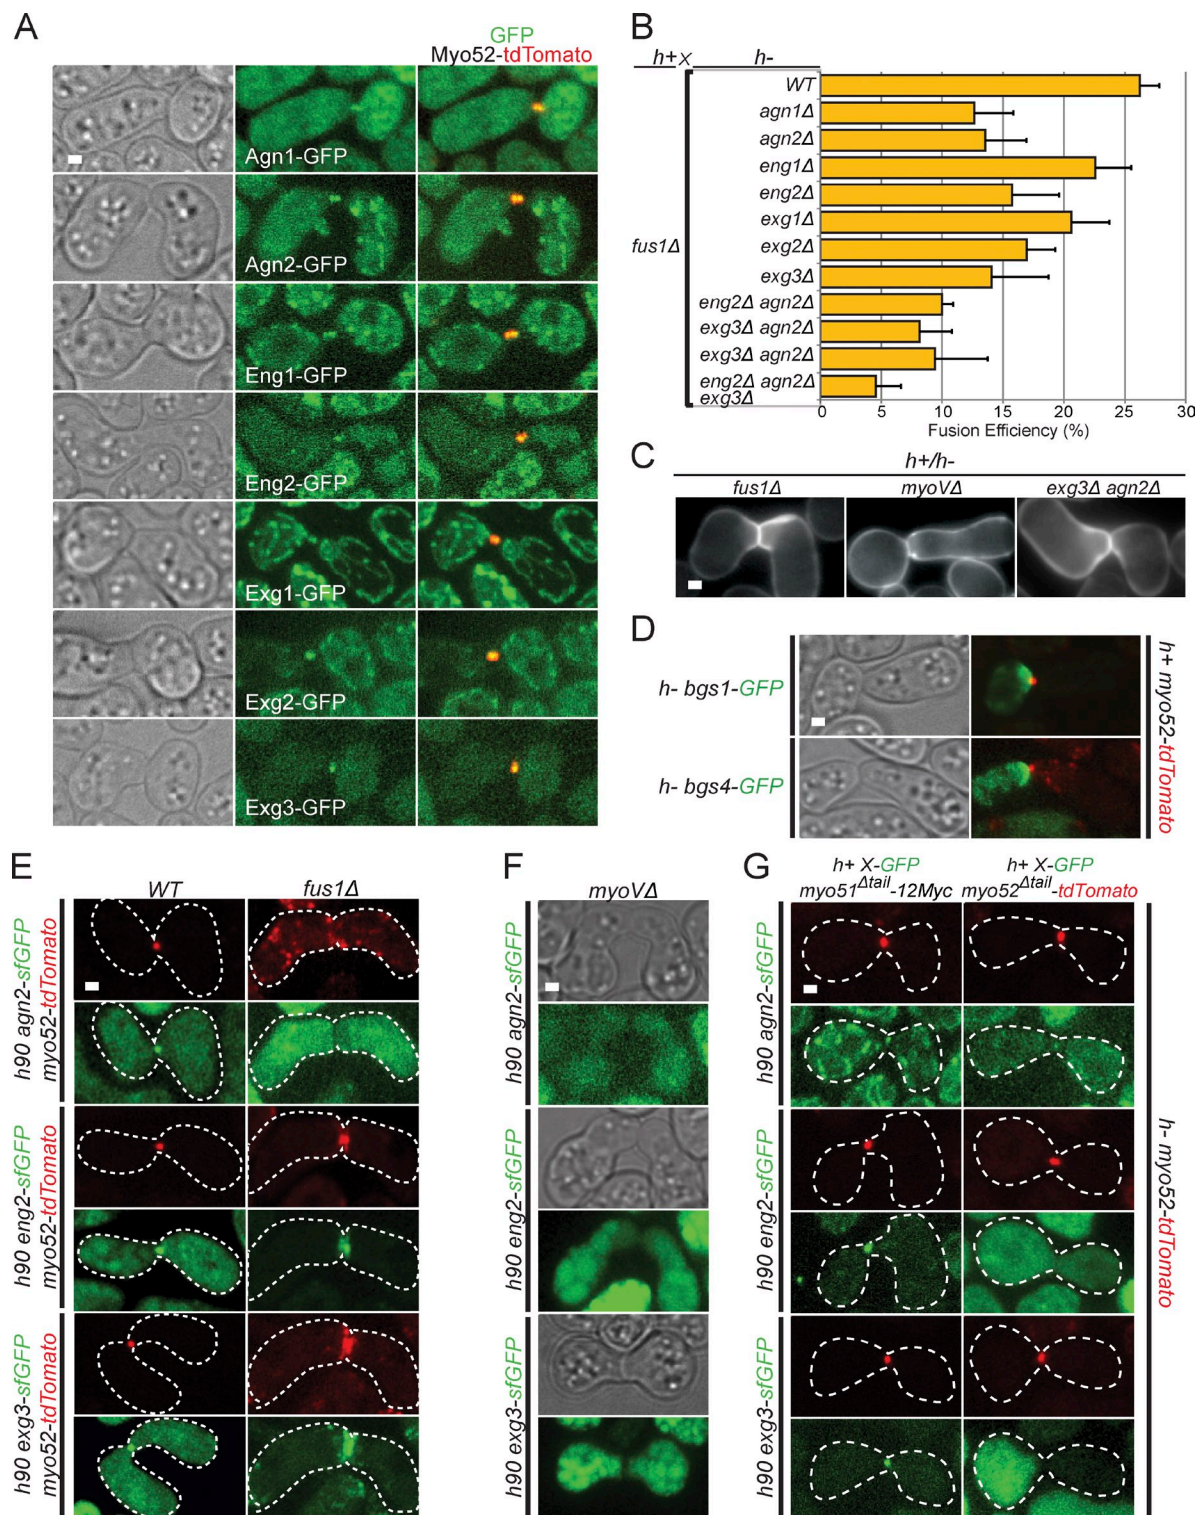 A
GFP
Myo52-tdTomato
Agn1-GFP
Agn2-GFP
Eng1-GFP
Eng2-GFP
Exg1-GFP
Exg2-GFP
Exg3-GFP
B
h+ X h-
fus1Δ
WT
agn1Δ
agn2Δ
eng1Δ
eng2Δ
exg1Δ
exg2Δ
exg3Δ
eng2Δ agn2Δ
exg3Δ agn2Δ
exg3Δ agn2Δ
eng2Δ agn2Δ
exg3Δ
0 5 10 15 20 25 30
Fusion Efficiency (%)
C
h+/h-
fus1Δ myoVΔ exg3Δ agn2Δ
D
h- bgs1-GFP
h- bgs4-GFP
h+ myo52-tdTomato
E
WT fus1Δ
h90 agn2-sfGFP
myo52-tdTomato
h90 eng2-sfGFP
myo52-tdTomato
h90 exg3-sfGFP
myo52-tdTomato
F
myoVΔ
h90 agn2-sfGFP
h90 eng2-sfGFP
h90 exg3-sfGFP
G
h+ X-GFP h+ X-GFP
myo51Δtail-12Myc myo52Δtail-tdTomato
h90 agn2-sfGFP
h90 eng2-sfGFP
h90 exg3-sfGFP
h- myo52-tdTomato